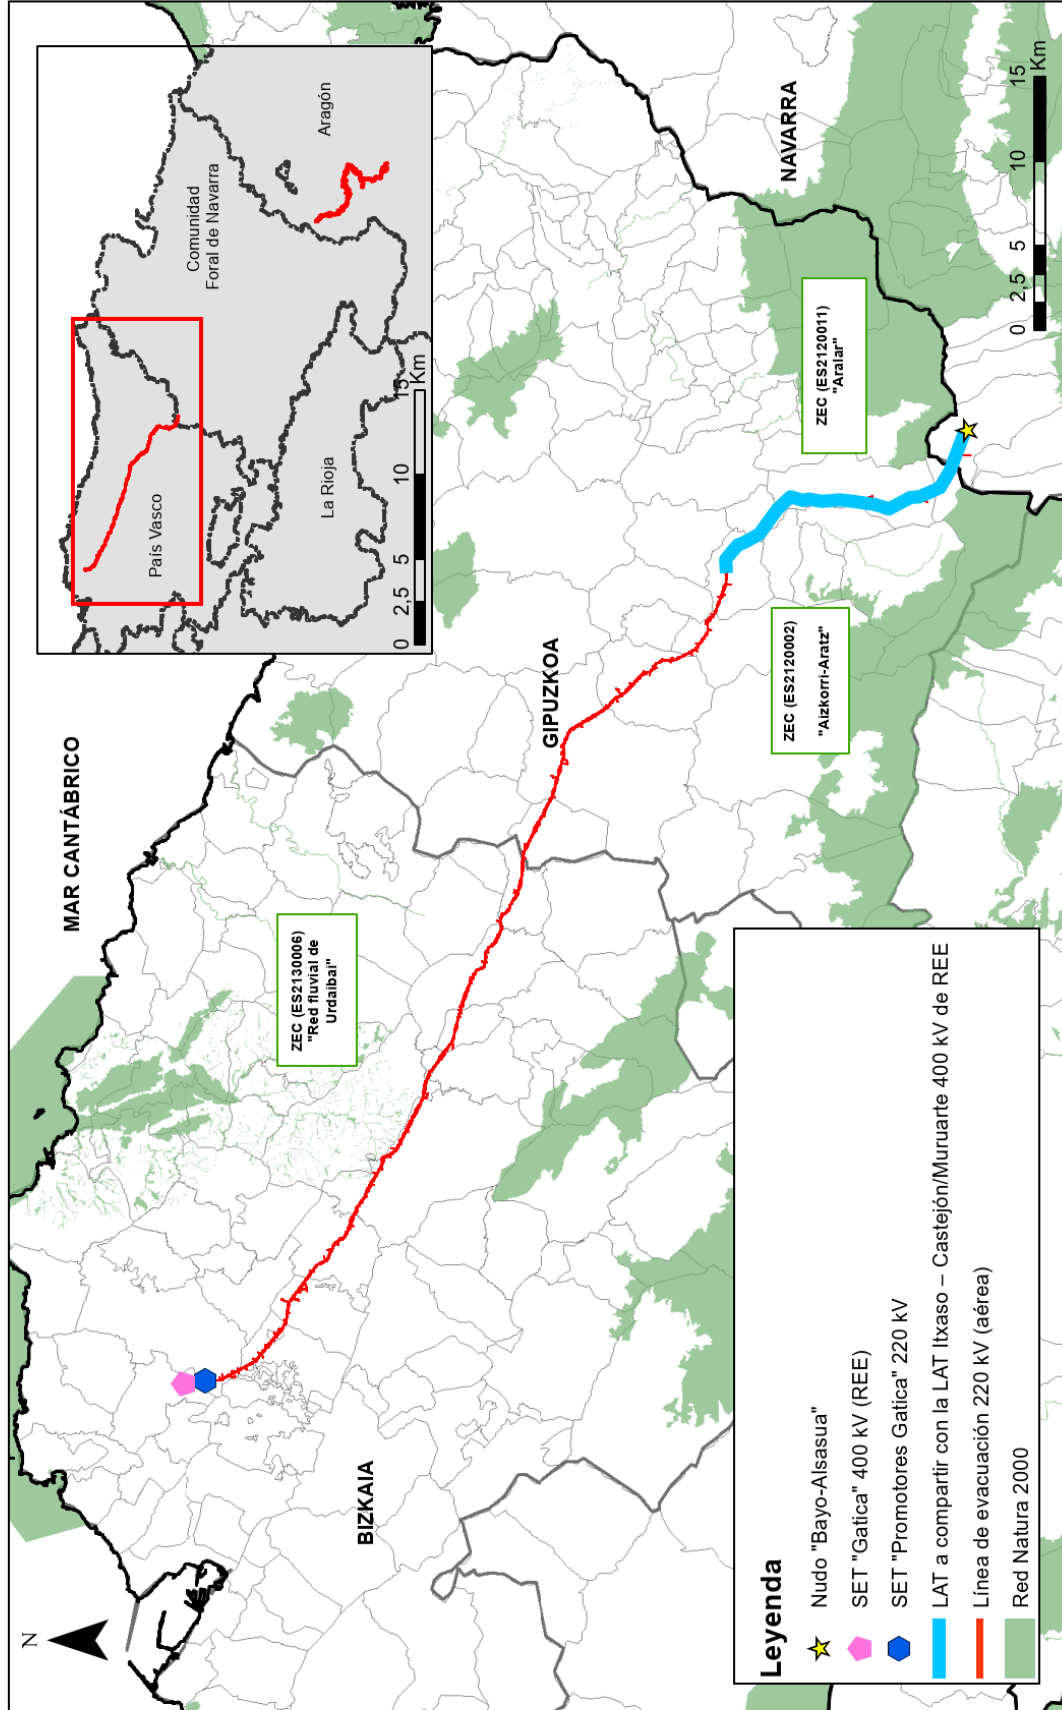 N
MAR CANTÁBRICO
BIZKAIA
GIPUZKOA
NAVARRA
ZEC (ES2130006)
"Red fluvial de
Urdaibai"
ZEC (ES2120002)
"Aizkorri-Aratz"
ZEC (ES2120011)
"Aralar"
País Vasco
Comunidad
Foral de Navarra
Aragón
La Rioja
0 2,5 5 10 15 Km
Leyenda
Nudo "Bayo-Alsasua"
SET "Gatica" 400 kV (REE)
SET "Promotores Gatica" 220 kV
LAT a compartir con la LAT Itxaso – Castejón/Muruarte 400 kV de REE
Línea de evacuación 220 kV (aérea)
Red Natura 2000
0 2,5 5 10 15 Km